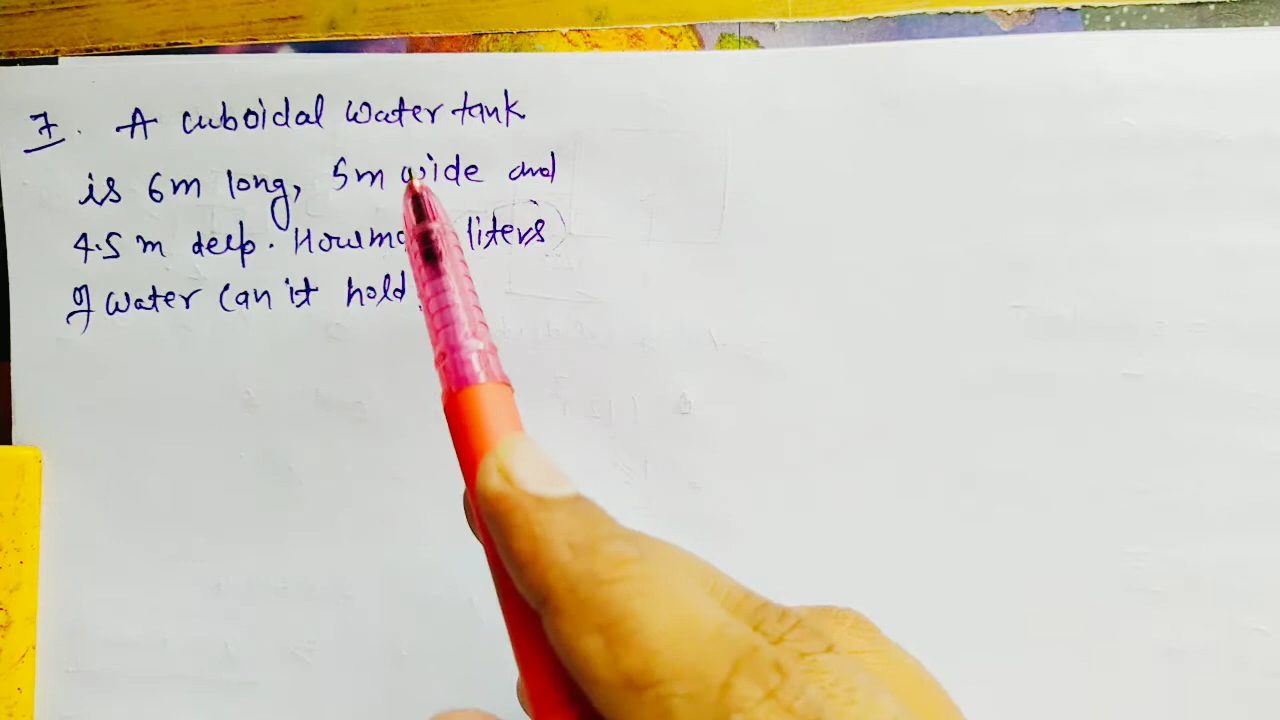 7. A cuboidal water tank
is 6m long, 5m wide and
4.5 m deep. How liters
of water can it hold